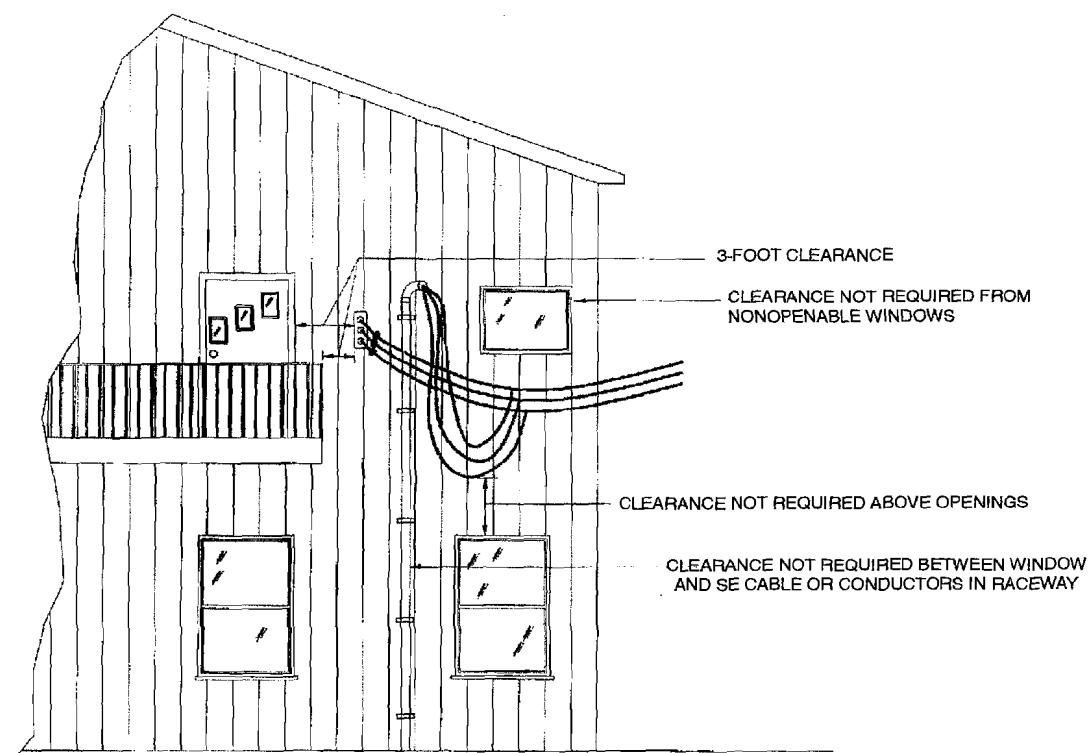 3-FOOT CLEARANCE
CLEARANCE NOT REQUIRED FROM
NONOPENABLE WINDOWS
CLEARANCE NOT REQUIRED ABOVE OPENINGS
CLEARANCE NOT REQUIRED BETWEEN WINDOW
AND SE CABLE OR CONDUCTORS IN RACEWAY